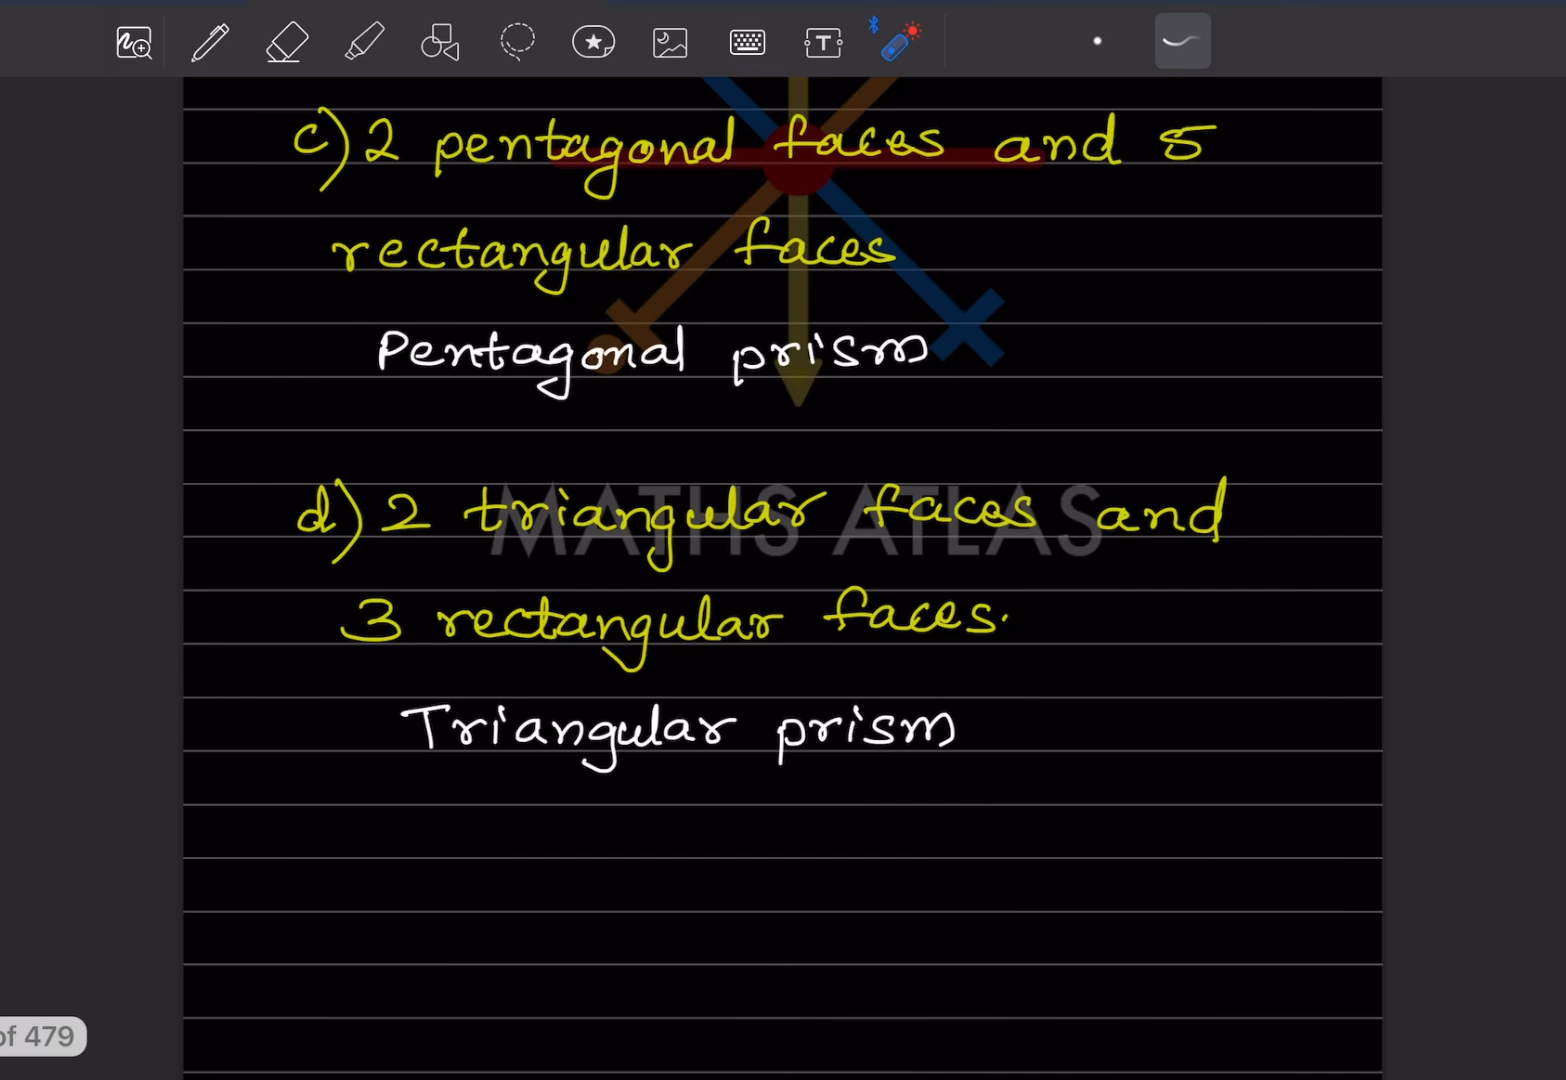 T
c) 2 pentagonal faces and 5
rectangular faces
Pentagonal prism
MATHS ATLAS
d) 2 triangular faces and
3 rectangular faces.
Triangular prism
of 479